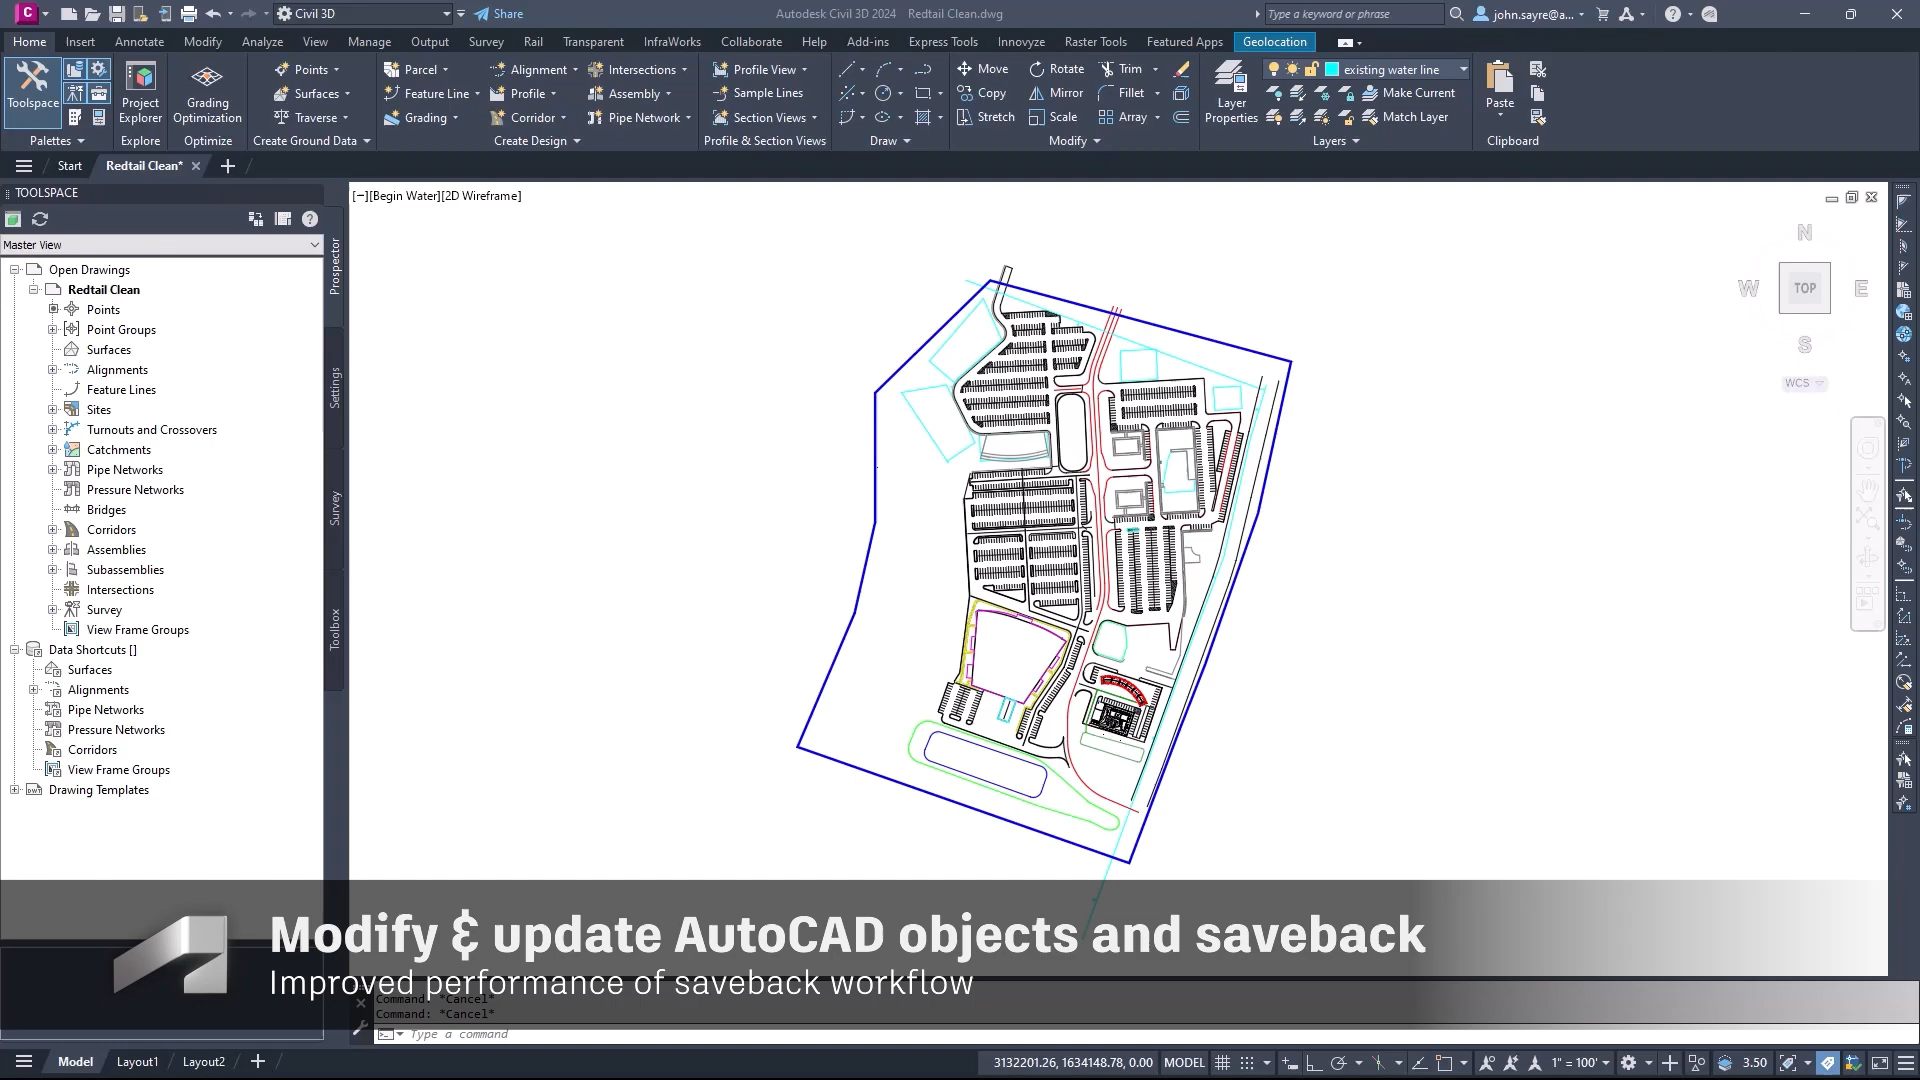 C
Civil 3D
Share
Autodesk Civil 3D 2024 Redtail Clean.dwg
Type a keyword or phrase
john.sayre@a...
Home Insert Annotate Modify Analyze View Manage Output Survey Rail Transparent InfraWorks Collaborate Help Add-ins Express Tools Innovyze Raster Tools Featured Apps Geolocation
Toolspace
Palettes
Project Explorer
Explore
Grading Optimization
Optimize
Points
Surfaces
Traverse
Create Ground Data
Parcel
Feature Line
Grading
Alignment
Profile
Corridor
Intersections
Assembly
Pipe Network
Create Design
Profile View
Sample Lines
Section Views
Profile & Section Views
Draw
Move
Copy
Stretch
Rotate
Mirror
Scale
Trim
Fillet
Array
Modify
Layer Properties
existing water line
Make Current
Match Layer
Layers
Paste
Clipboard
Start
Redtail Clean*
TOOLSPACE
Master View
Prospector
Settings
Survey
Toolbox
Open Drawings
Redtail Clean
Points
Point Groups
Surfaces
Alignments
Feature Lines
Sites
Turnouts and Crossovers
Catchments
Pipe Networks
Pressure Networks
Bridges
Corridors
Assemblies
Subassemblies
Intersections
Survey
View Frame Groups
Data Shortcuts []
Surfaces
Alignments
Pipe Networks
Pressure Networks
Corridors
View Frame Groups
Drawing Templates
[−][Begin Water][2D Wireframe]
N
W TOP E
S
WCS
Modify & update AutoCAD objects and saveback
Improved performance of saveback workflow
Command: *Cancel*
Command: *Cancel*
Type a command
Model Layout1 Layout2
3132201.26, 1634148.78, 0.00 MODEL
1" = 100'
3.50